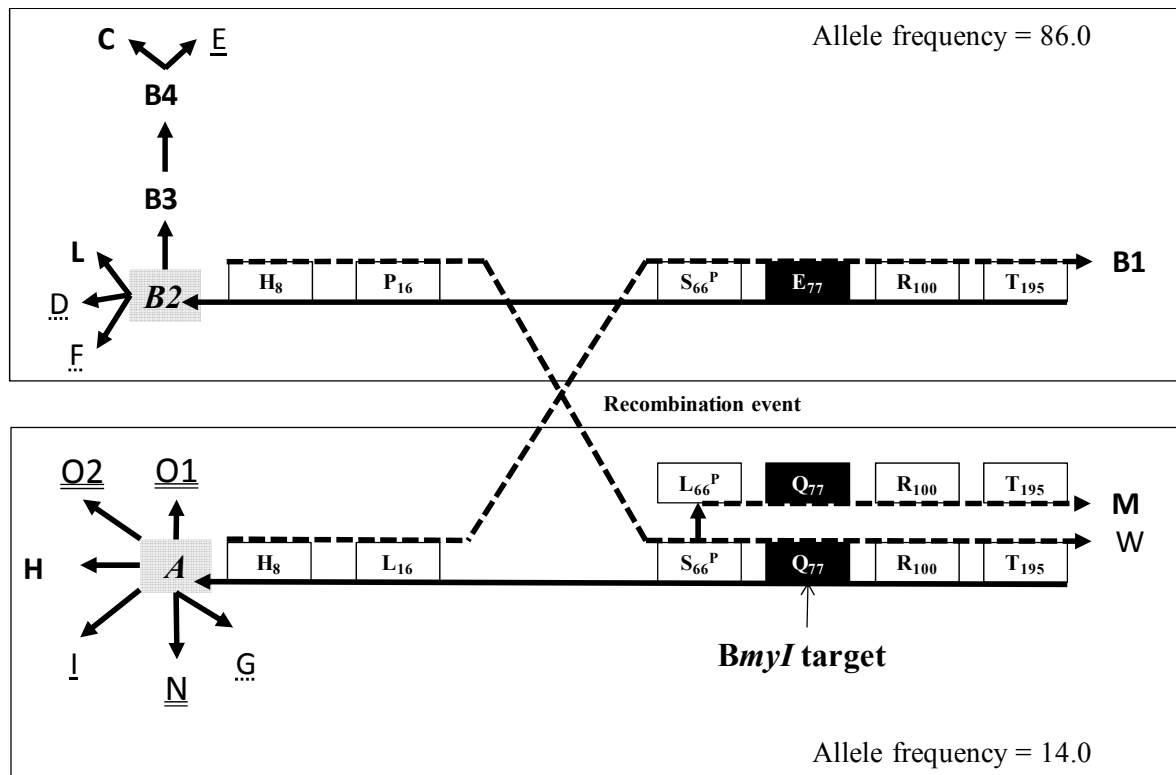 Allele frequency = 86.0
C E
B4
B3
L
D B2
F
H₈ P₁₆ S₆₆ᴾ E₇₇ R₁₀₀ T₁₉₅ B1
Recombination event
O2 O1
L₆₆ᴾ Q₇₇ R₁₀₀ T₁₉₅ M
H A H₈ L₁₆ S₆₆ᴾ Q₇₇ R₁₀₀ T₁₉₅ W
I N G
BmyI target
Allele frequency = 14.0